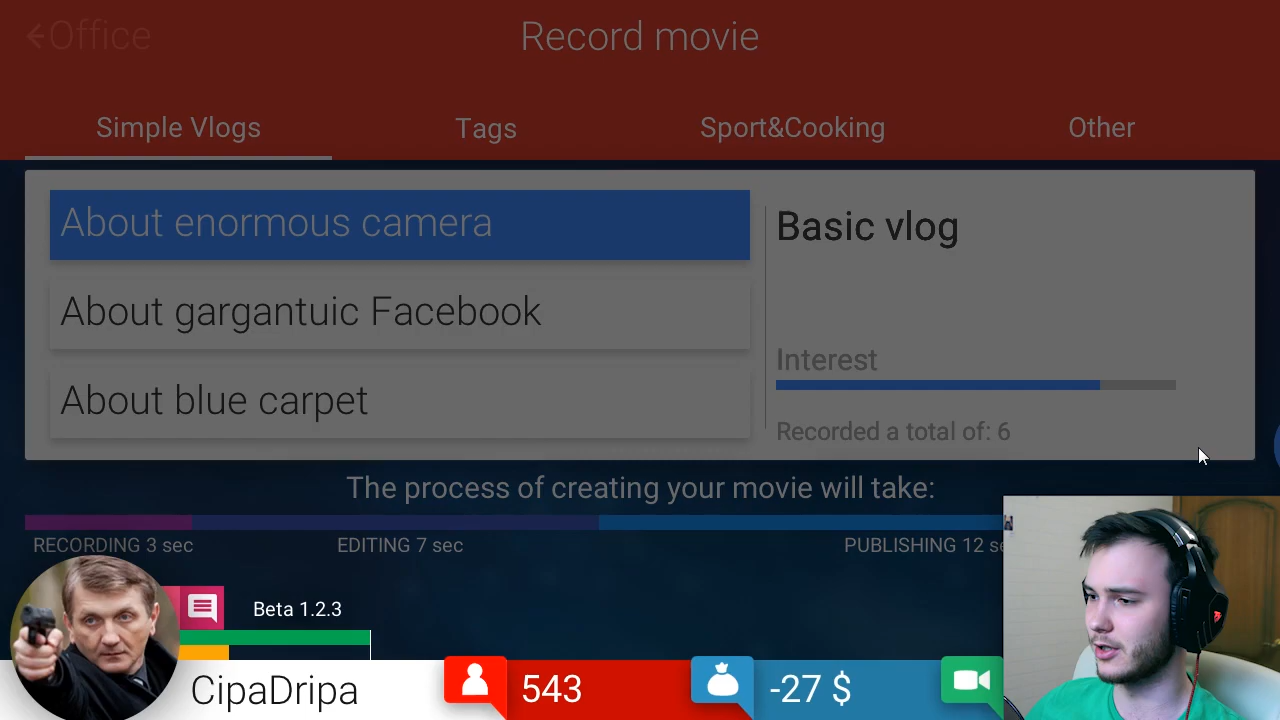 Office
Record movie
Simple Vlogs
Tags
Sport&Cooking
Other
About enormous camera
About gargantuic Facebook
About blue carpet
Basic vlog
Interest
Recorded a total of: 6
The process of creating your movie will take:
RECORDING 3 sec
EDITING 7 sec
PUBLISHING 12
Beta 1.2.3
CipaDripa
543
-27 $